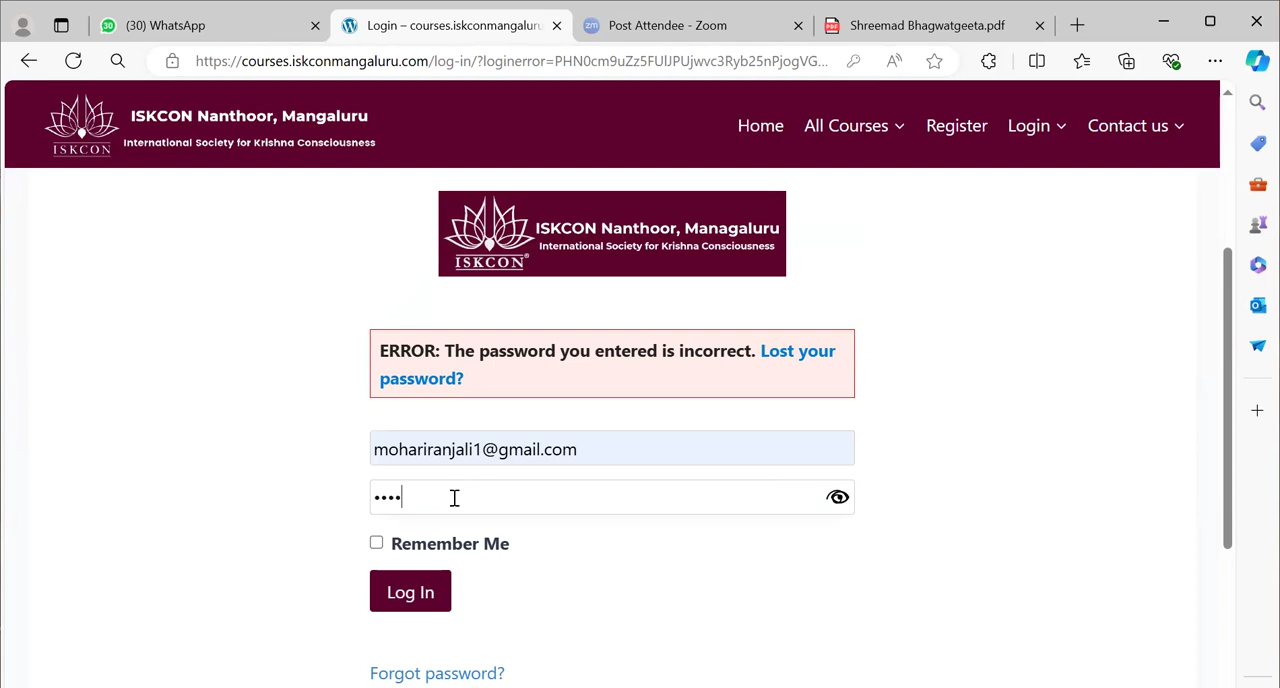 (30) WhatsApp
Login – courses.iskconmangaluru
Post Attendee - Zoom
Shreemad Bhagwatgeeta.pdf
https://courses.iskconmangaluru.com/log-in/?loginerror=PHN0cm9uZz5FUlJPUjwvc3Ryb25nPjogVG...
ISKCON
ISKCON Nanthoor, Mangaluru
International Society for Krishna Consciousness
Home
All Courses
Register
Login
Contact us
ISKCON Nanthoor, Managaluru
International Society for Krishna Consciousness
ISKCON®
ERROR: The password you entered is incorrect. Lost your
password?
mohariranjali1@gmail.com
••••
Remember Me
Log In
Forgot password?